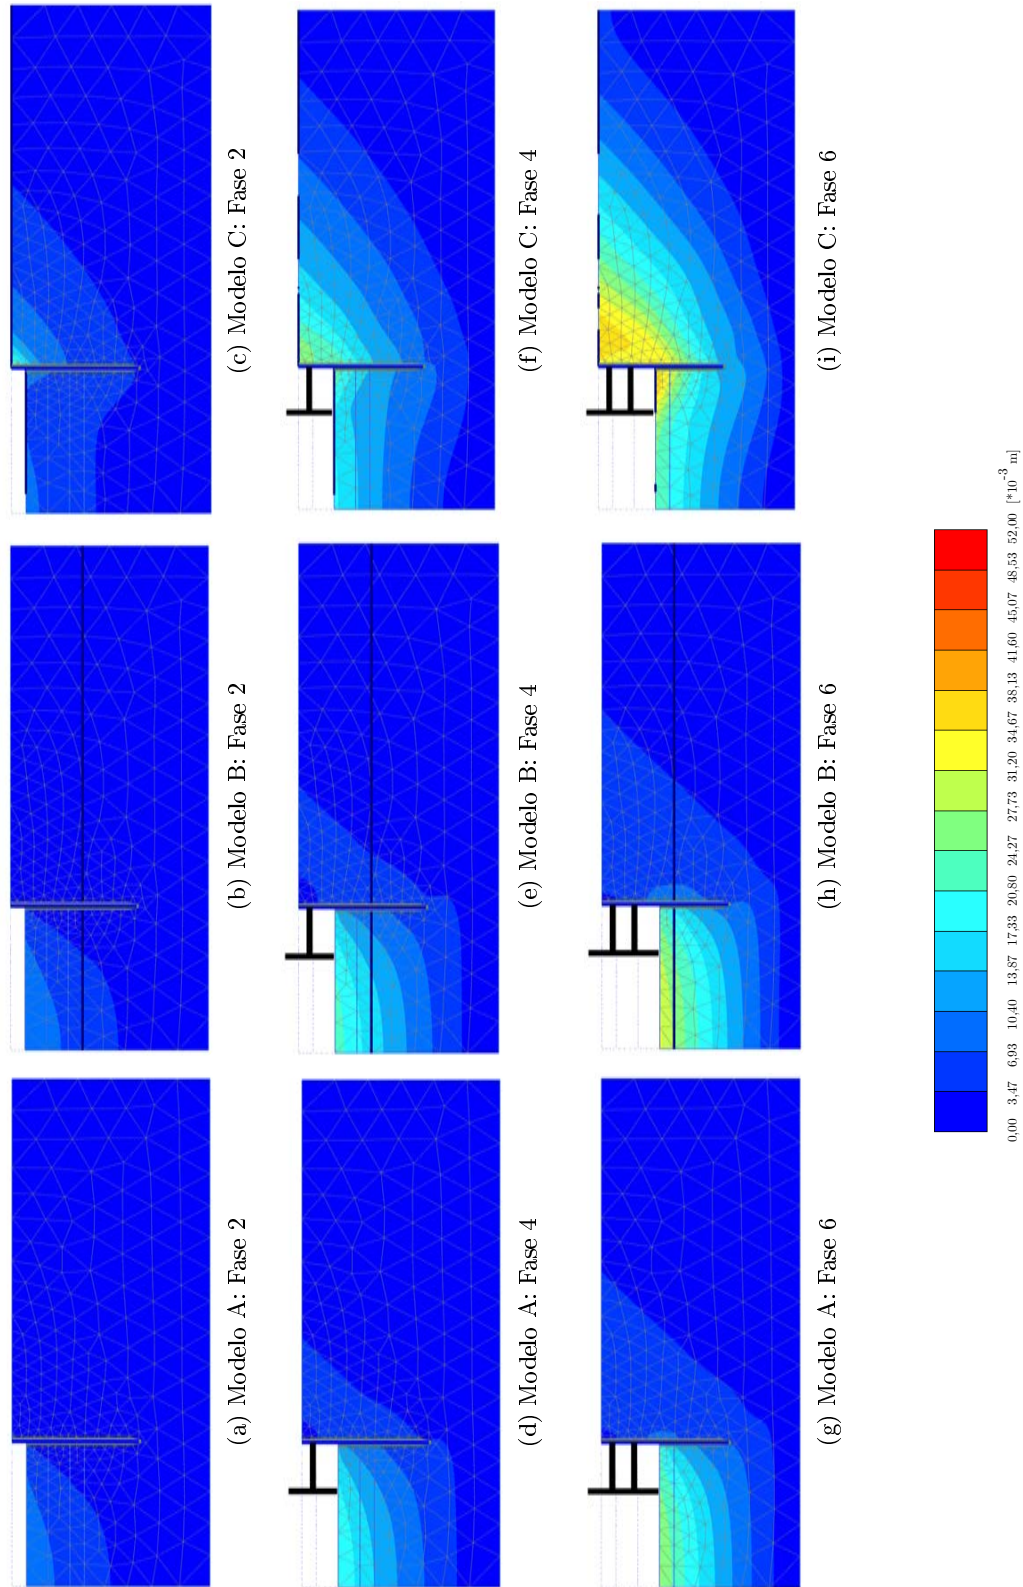 (a) Modelo A: Fase 2
(b) Modelo B: Fase 2
(c) Modelo C: Fase 2
(d) Modelo A: Fase 4
(e) Modelo B: Fase 4
(f) Modelo C: Fase 4
(g) Modelo A: Fase 6
(h) Modelo B: Fase 6
(i) Modelo C: Fase 6
0,00 3,47 6,93 10,40 13,87 17,33 20,80 24,27 27,73 31,20 34,67 38,13 41,60 45,07 48,53 52,00 [*10⁻³ m]